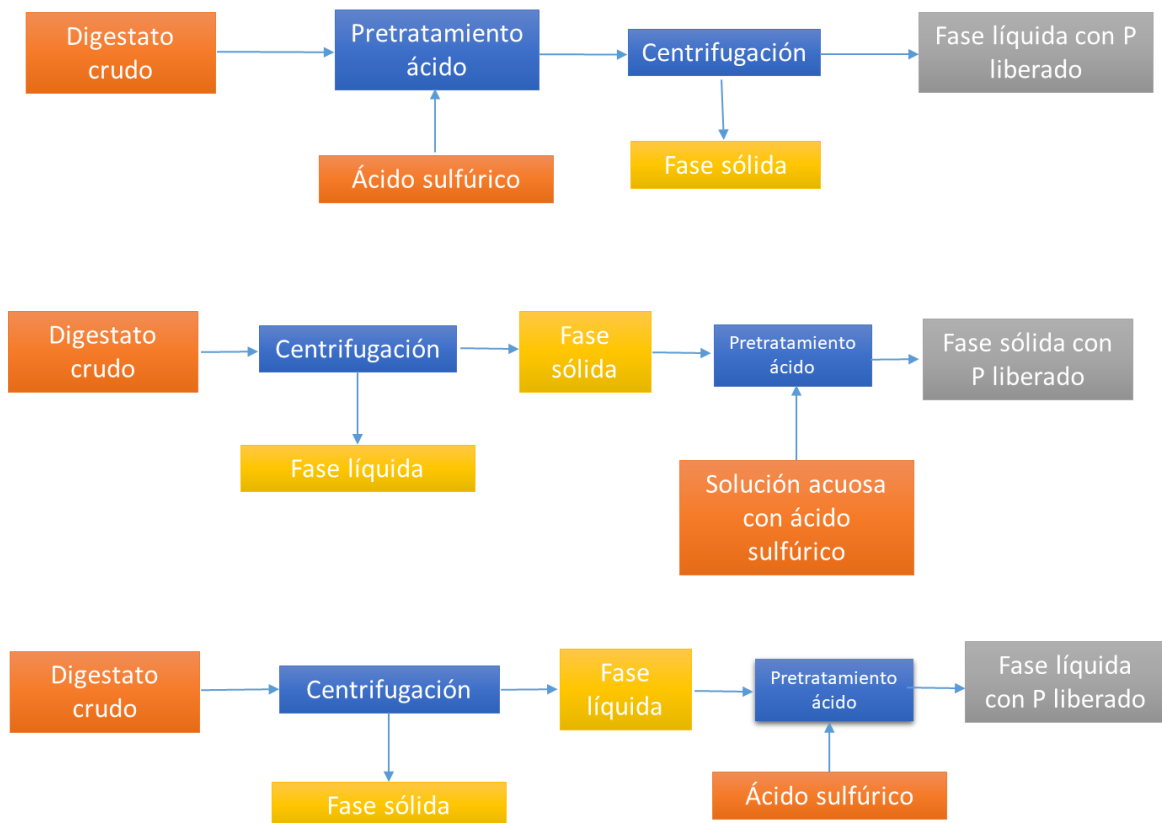 Digestato
crudo
Pretratamiento
ácido
Centrifugación
Fase líquida con P
liberado
Ácido sulfúrico
Fase sólida
Digestato
crudo
Centrifugación
Fase
sólida
Pretratamiento
ácido
Fase sólida con
P liberado
Fase líquida
Solución acuosa
con ácido
sulfúrico
Digestato
crudo
Centrifugación
Fase
líquida
Pretratamiento
ácido
Fase líquida
con P liberado
Fase sólida
Ácido sulfúrico